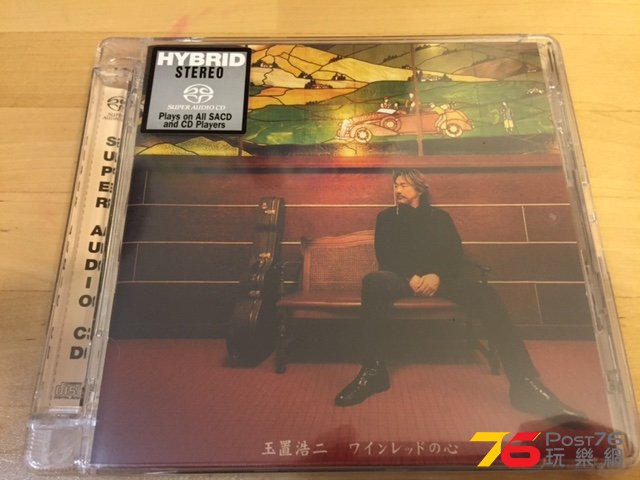 HYBRID
STEREO
SUPER AUDIO CD
Plays on All SACD
and CD Players
SUPER AUDIO CD
玉置浩二 ワインレッドの心
76 POST76
玩樂網